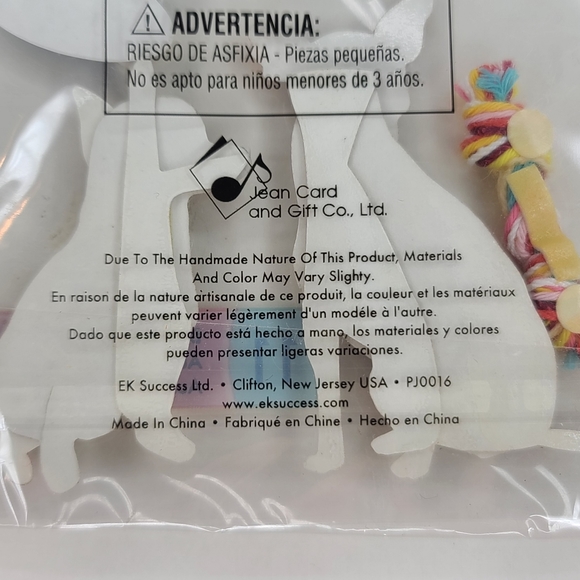 ⚠ ADVERTENCIA:
RIESGO DE ASFIXIA - Piezas pequeñas.
No es apto para niños menores de 3 años.
Jean Card
and Gift Co., Ltd.
Due To The Handmade Nature Of This Product, Materials
And Color May Vary Slighty.
En raison de la nature artisanale de ce produit, la couleur et les matériaux
peuvent varier légèrement d'un modéle à l'autre.
Dado que este producto está hecho a mano, los materiales y colores
pueden presentar ligeras variaciones.
EK Success Ltd. • Clifton, New Jersey USA • PJ0016
www.eksuccess.com
Made In China • Fabriqué en Chine • Hecho en China